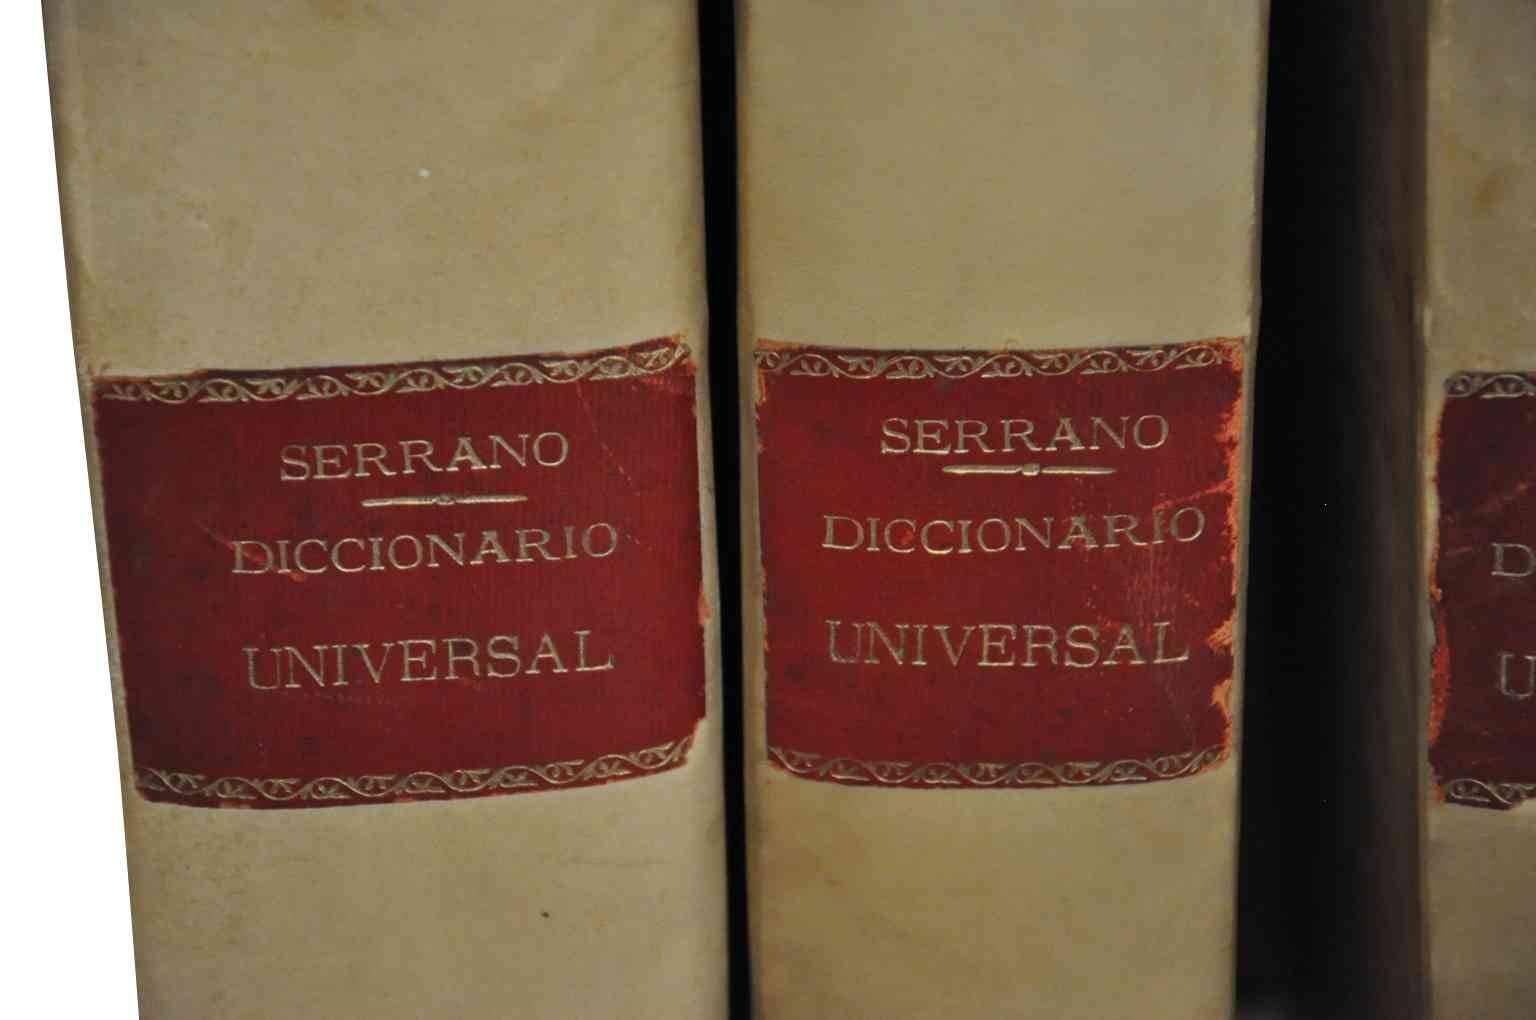 SERRANO
DICCIONARIO
UNIVERSAL
SERRANO
DICCIONARIO
UNIVERSAL
D
U